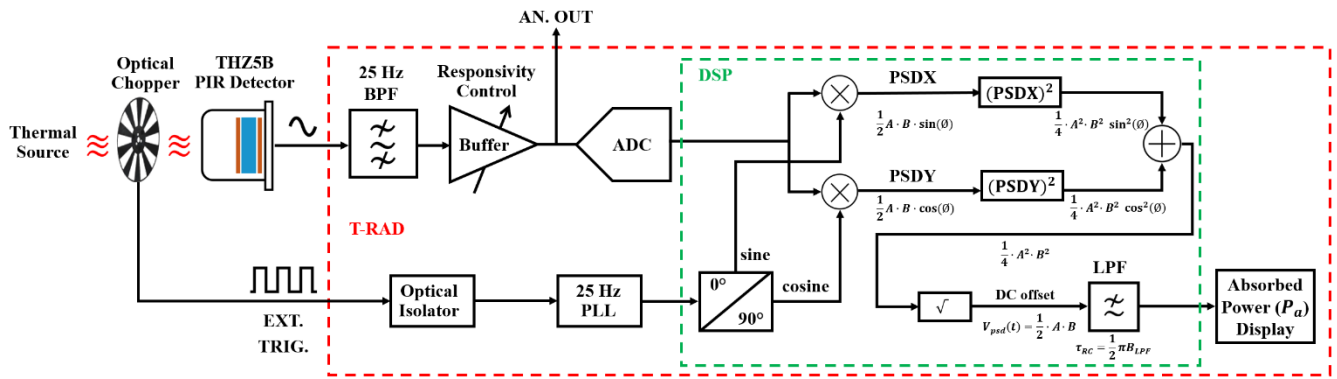 AN. OUT
Optical
Chopper
THZ5B
PIR Detector
25 Hz
BPF
Responsivity
Control
DSP
PSDX
(PSDX)²
½ A · B · sin(Ø)
¼ · A² · B² sin²(Ø)
Thermal
Source
Buffer
ADC
PSDY
(PSDY)²
½ A · B · cos(Ø)
¼ · A² · B² cos²(Ø)
T-RAD
¼ · A² · B²
sine
cosine
LPF
Optical
Isolator
25 Hz
PLL
0°
90°
√
DC offset
V_psd(t)=½ · A · B
τ_RC = ½πB_LPF
Absorbed
Power (P_a)
Display
EXT.
TRIG.